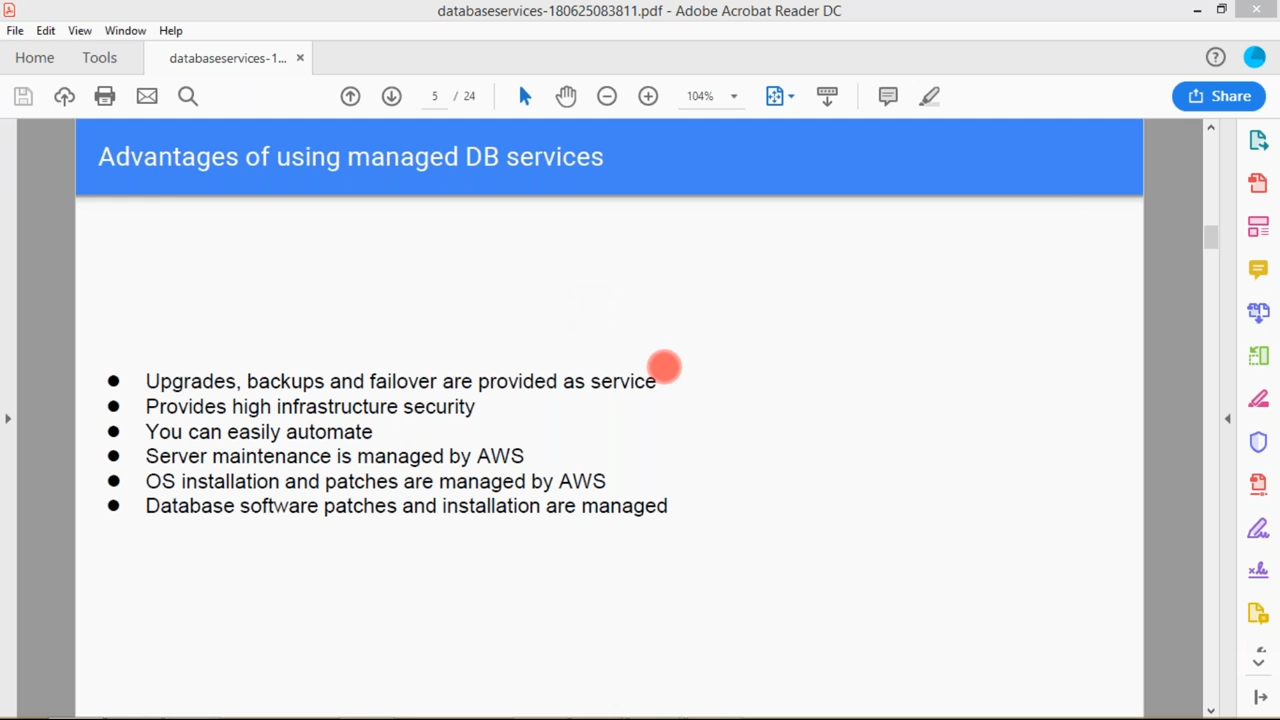 databaseservices-180625083811.pdf - Adobe Acrobat Reader DC
File Edit View Window Help
Home Tools databaseservices-1... ×
5 / 24 104% Share
Advantages of using managed DB services
● Upgrades, backups and failover are provided as service
● Provides high infrastructure security
● You can easily automate
● Server maintenance is managed by AWS
● OS installation and patches are managed by AWS
● Database software patches and installation are managed